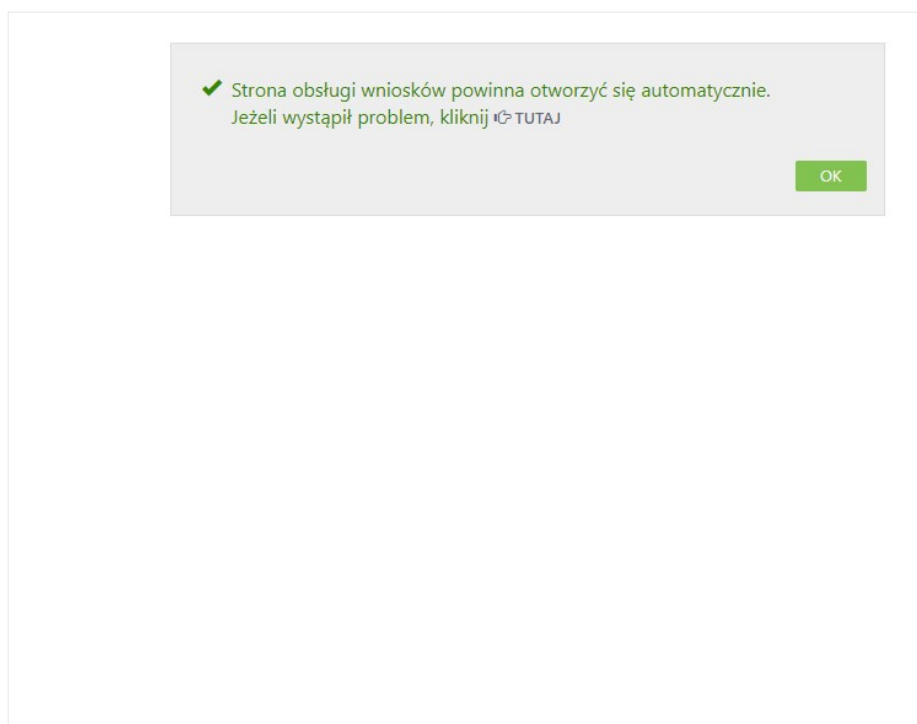 Strona obsługi wniosków powinna otworzyć się automatycznie.
Jeżeli wystąpił problem, kliknij TUTAJ
OK